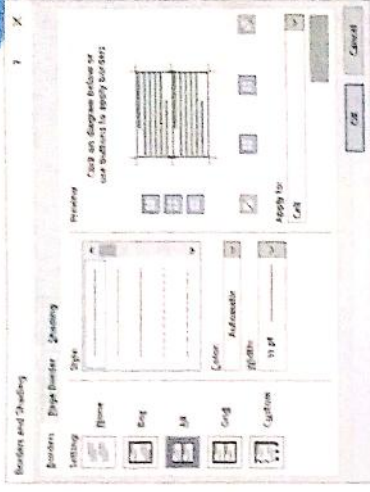 Borders and Shading
? X
Borders Page Border Shading
Setting:
None
Box
All
Grid
Custom
Style:
Color:
Automatic
Width:
½ pt
Preview
Click on diagram below or
use buttons to apply borders
Apply to:
Cell
OK Cancel